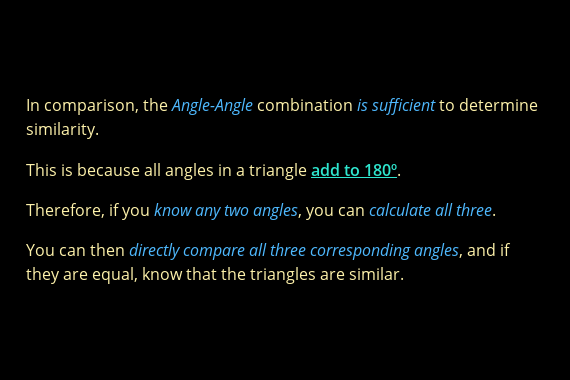 In comparison, the Angle-Angle combination is sufficient to determine
similarity.
This is because all angles in a triangle add to 180º.
Therefore, if you know any two angles, you can calculate all three.
You can then directly compare all three corresponding angles, and if
they are equal, know that the triangles are similar.